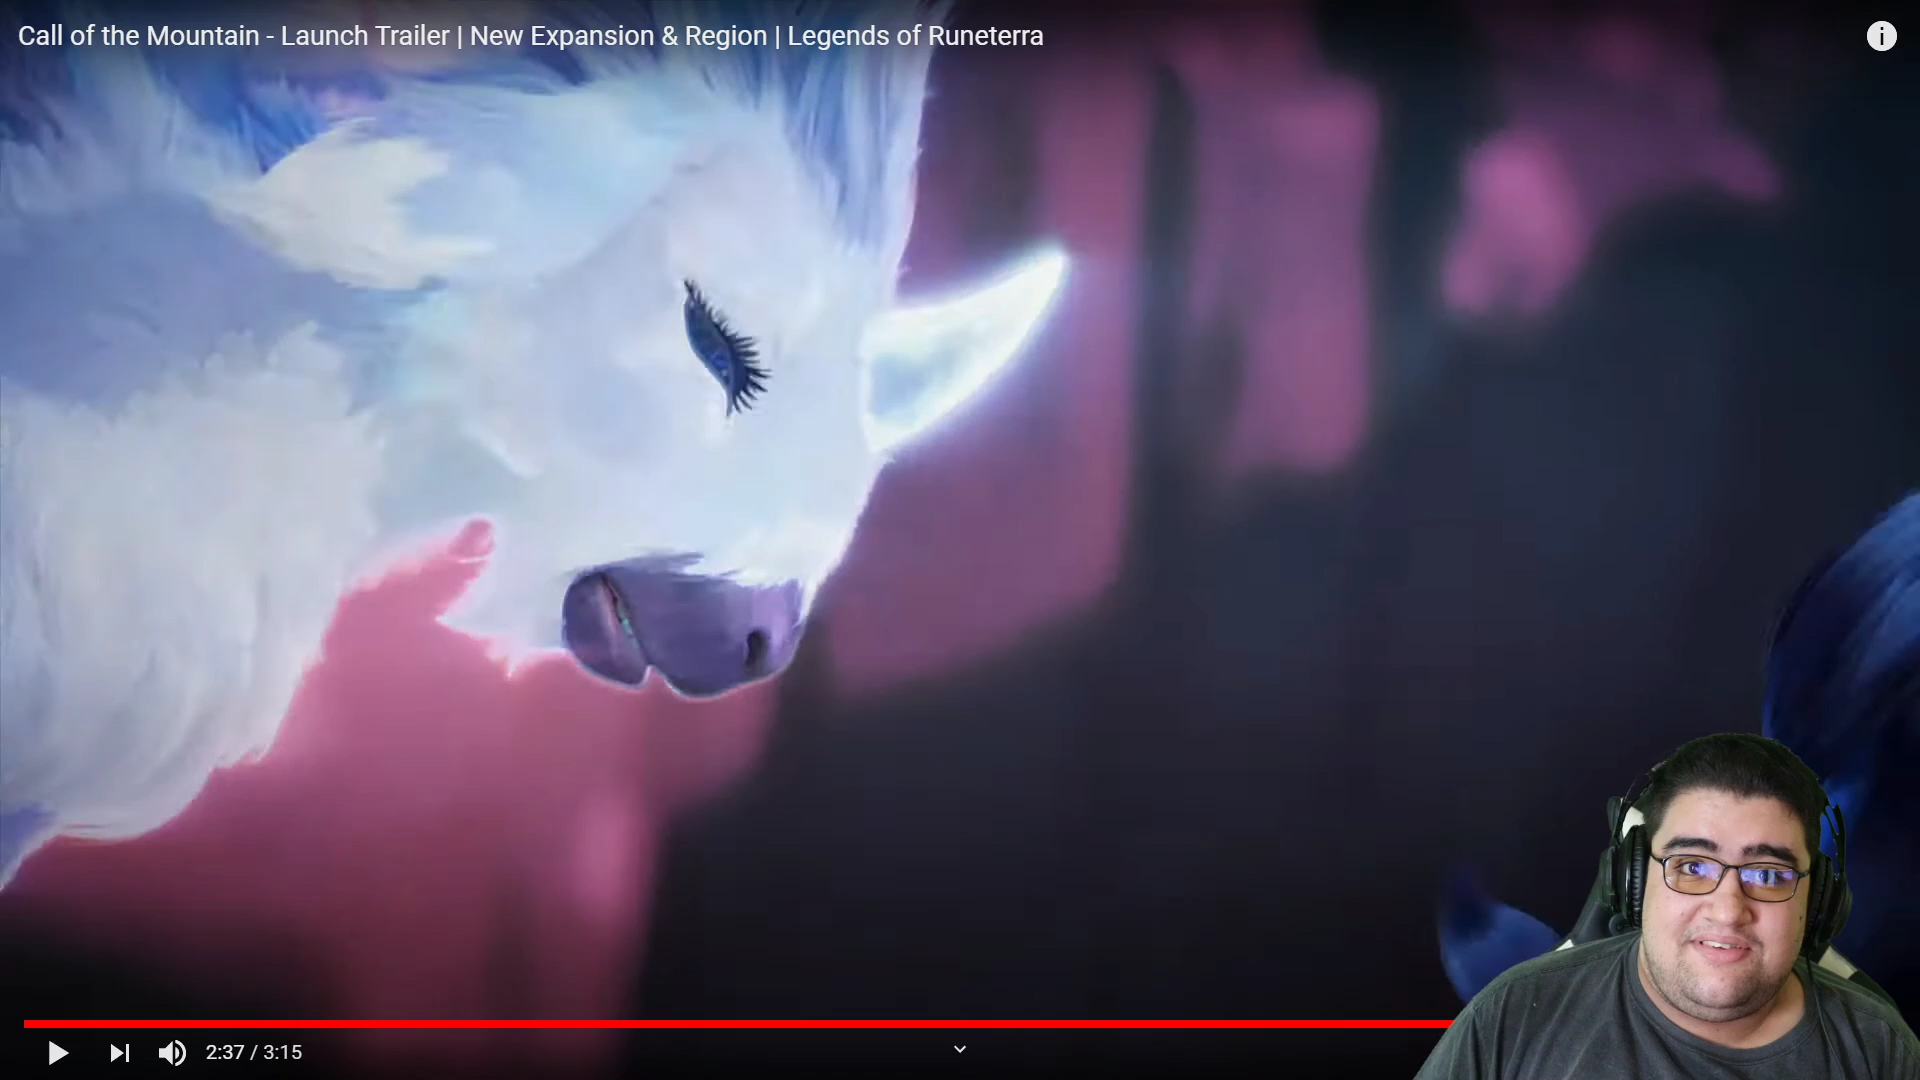 Call of the Mountain - Launch Trailer | New Expansion & Region | Legends of Runeterra
2:37 / 3:15